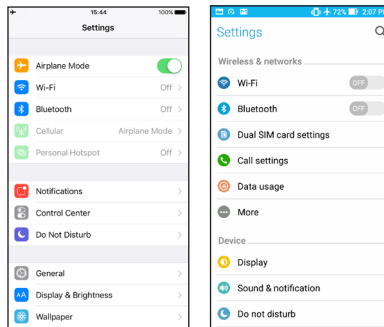 15:44
100%
Settings
Airplane Mode
Wi-Fi
Off
Bluetooth
Off
Cellular
Airplane Mode
Personal Hotspot
Off
Notifications
Control Center
Do Not Disturb
General
AA
Display & Brightness
Wallpaper
72%
2:07 PM
Settings
Wireless & networks
Wi-Fi
OFF
Bluetooth
OFF
Dual SIM card settings
Call settings
Data usage
More
Device
Display
Sound & notification
Do not disturb